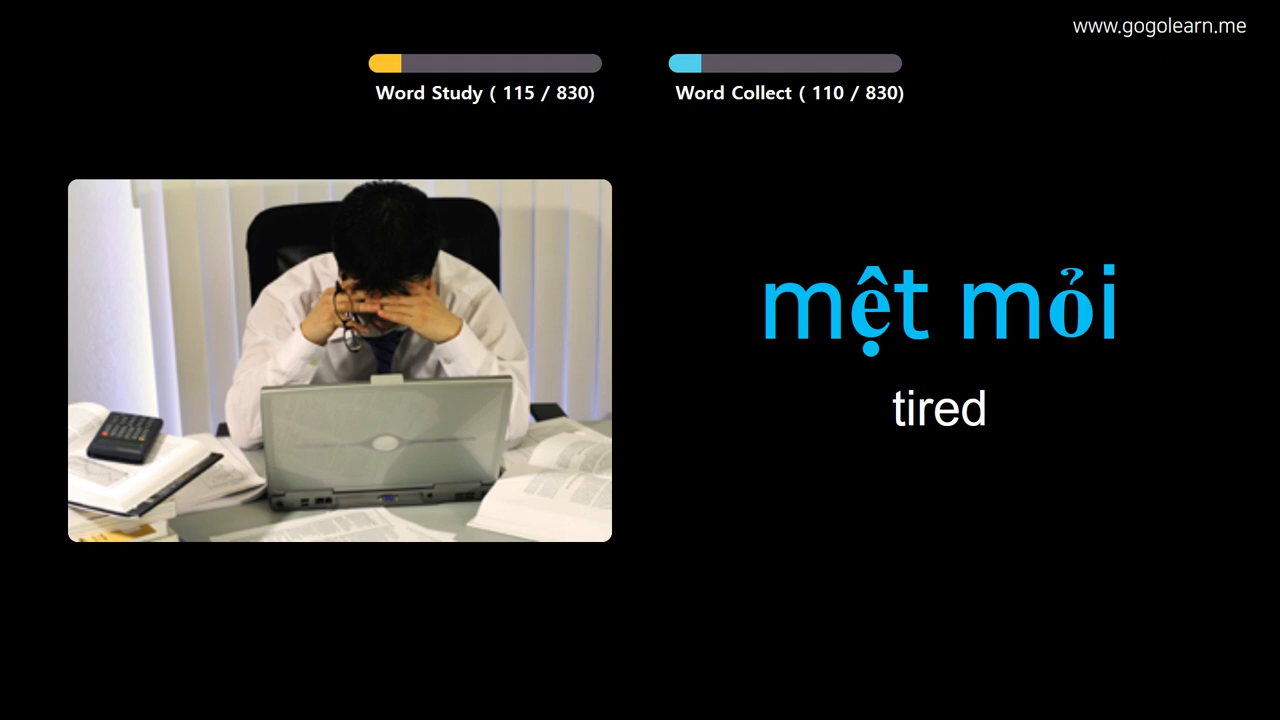 www.gogolearn.me
Word Study ( 115 / 830)
Word Collect ( 110 / 830)
mệt mỏi
tired